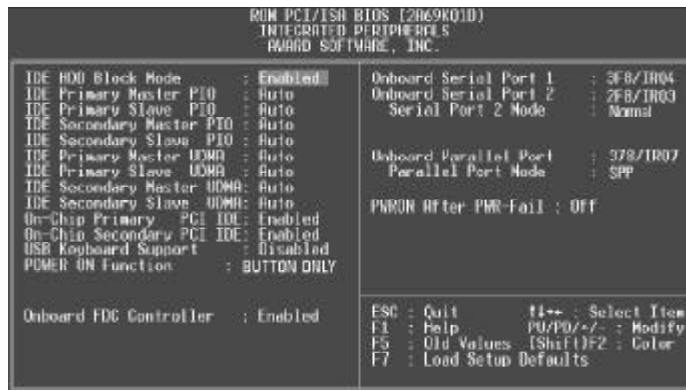 ROM PCI/ISA BIOS (2A69KQ1D)
INTEGRATED PERIPHERALS
AWARD SOFTWARE, INC.
IDE HDD Block Mode : Enabled
IDE Primary Master PIO : Auto
IDE Primary Slave PIO : Auto
IDE Secondary Master PIO : Auto
IDE Secondary Slave PIO : Auto
IDE Primary Master UDMA : Auto
IDE Primary Slave UDMA : Auto
IDE Secondary Master UDMA: Auto
IDE Secondary Slave UDMA: Auto
On-Chip Primary PCI IDE: Enabled
On-Chip Secondary PCI IDE: Enabled
USB Keyboard Support : Disabled
POWER ON Function : BUTTON ONLY
Onboard FDC Controller : Enabled
Onboard Serial Port 1 : 3F8/IRQ4
Onboard Serial Port 2 : 2F8/IRQ3
Serial Port 2 Mode : Normal
Onboard Parallel Port : 378/IRQ7
Parallel Port Mode : SPP
PWRON After PWR-Fail : Off
ESC : Quit ↑↓→← : Select Item
F1 : Help PU/PD/+/- : Modify
F5 : Old Values (Shift)F2 : Color
F7 : Load Setup Defaults